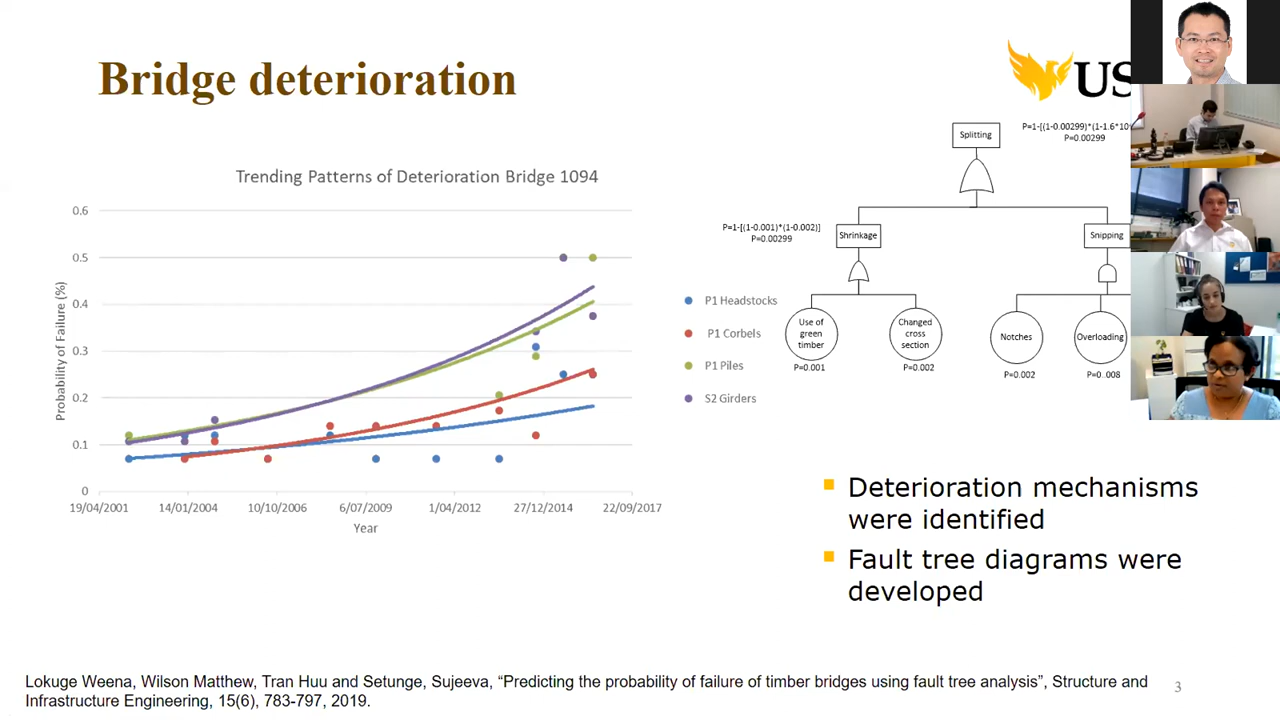 Bridge deterioration
US
Trending Patterns of Deterioration Bridge 1094
Probability of Failure (%)
0.6
0.5
0.4
0.3
0.2
0.1
0
19/04/2001 14/01/2004 10/10/2006 6/07/2009 1/04/2012 27/12/2014 22/09/2017
Year
P1 Headstocks
P1 Corbels
P1 Piles
S2 Girders
Splitting
P=1-[(1-0.00299)*(1-1.6*10
P=0.00299
P=1-[(1-0.001)*(1-0.002)]
P=0.00299
Shrinkage
Snipping
Use of
green
timber
Changed
cross
section
Notches
Overloading
P=0.001
P=0.002
P=0.002
P=0..008
Deterioration mechanisms
were identified
Fault tree diagrams were
developed
Lokuge Weena, Wilson Matthew, Tran Huu and Setunge, Sujeeva, “Predicting the probability of failure of timber bridges using fault tree analysis”, Structure and
Infrastructure Engineering, 15(6), 783-797, 2019.
3